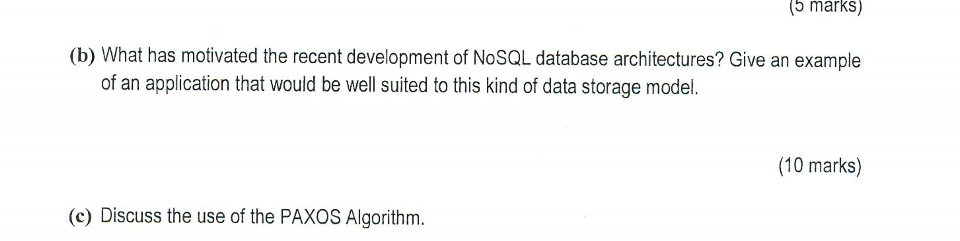 (5 marks)
(b) What has motivated the recent development of NoSQL database architectures? Give an example
of an application that would be well suited to this kind of data storage model.
(10 marks)
(c) Discuss the use of the PAXOS Algorithm.